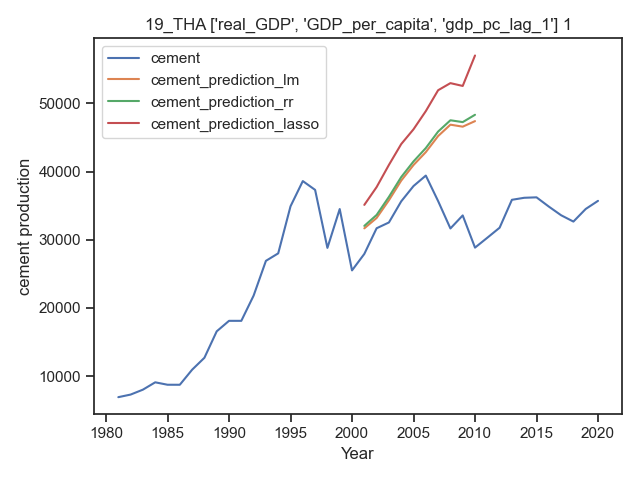 19_THA ['real_GDP', 'GDP_per_capita', 'gdp_pc_lag_1'] 1
cement
cement_prediction_lm
cement_prediction_rr
cement_prediction_lasso
50000
40000
30000
20000
10000
cement production
1980 1985 1990 1995 2000 2005 2010 2015 2020
Year